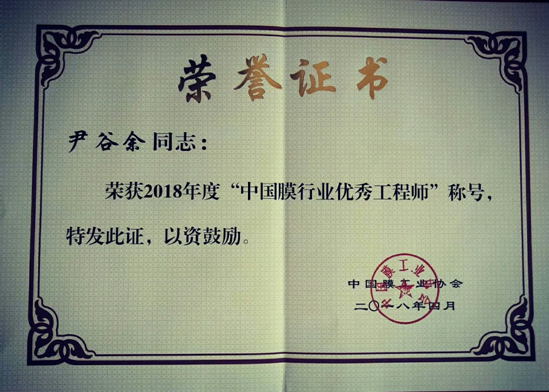 荣誉证书
尹谷余同志：
荣获2018年度“中国膜行业优秀工程师”称号，
特发此证，以资鼓励。
中国膜工业协会
二〇一八年四月